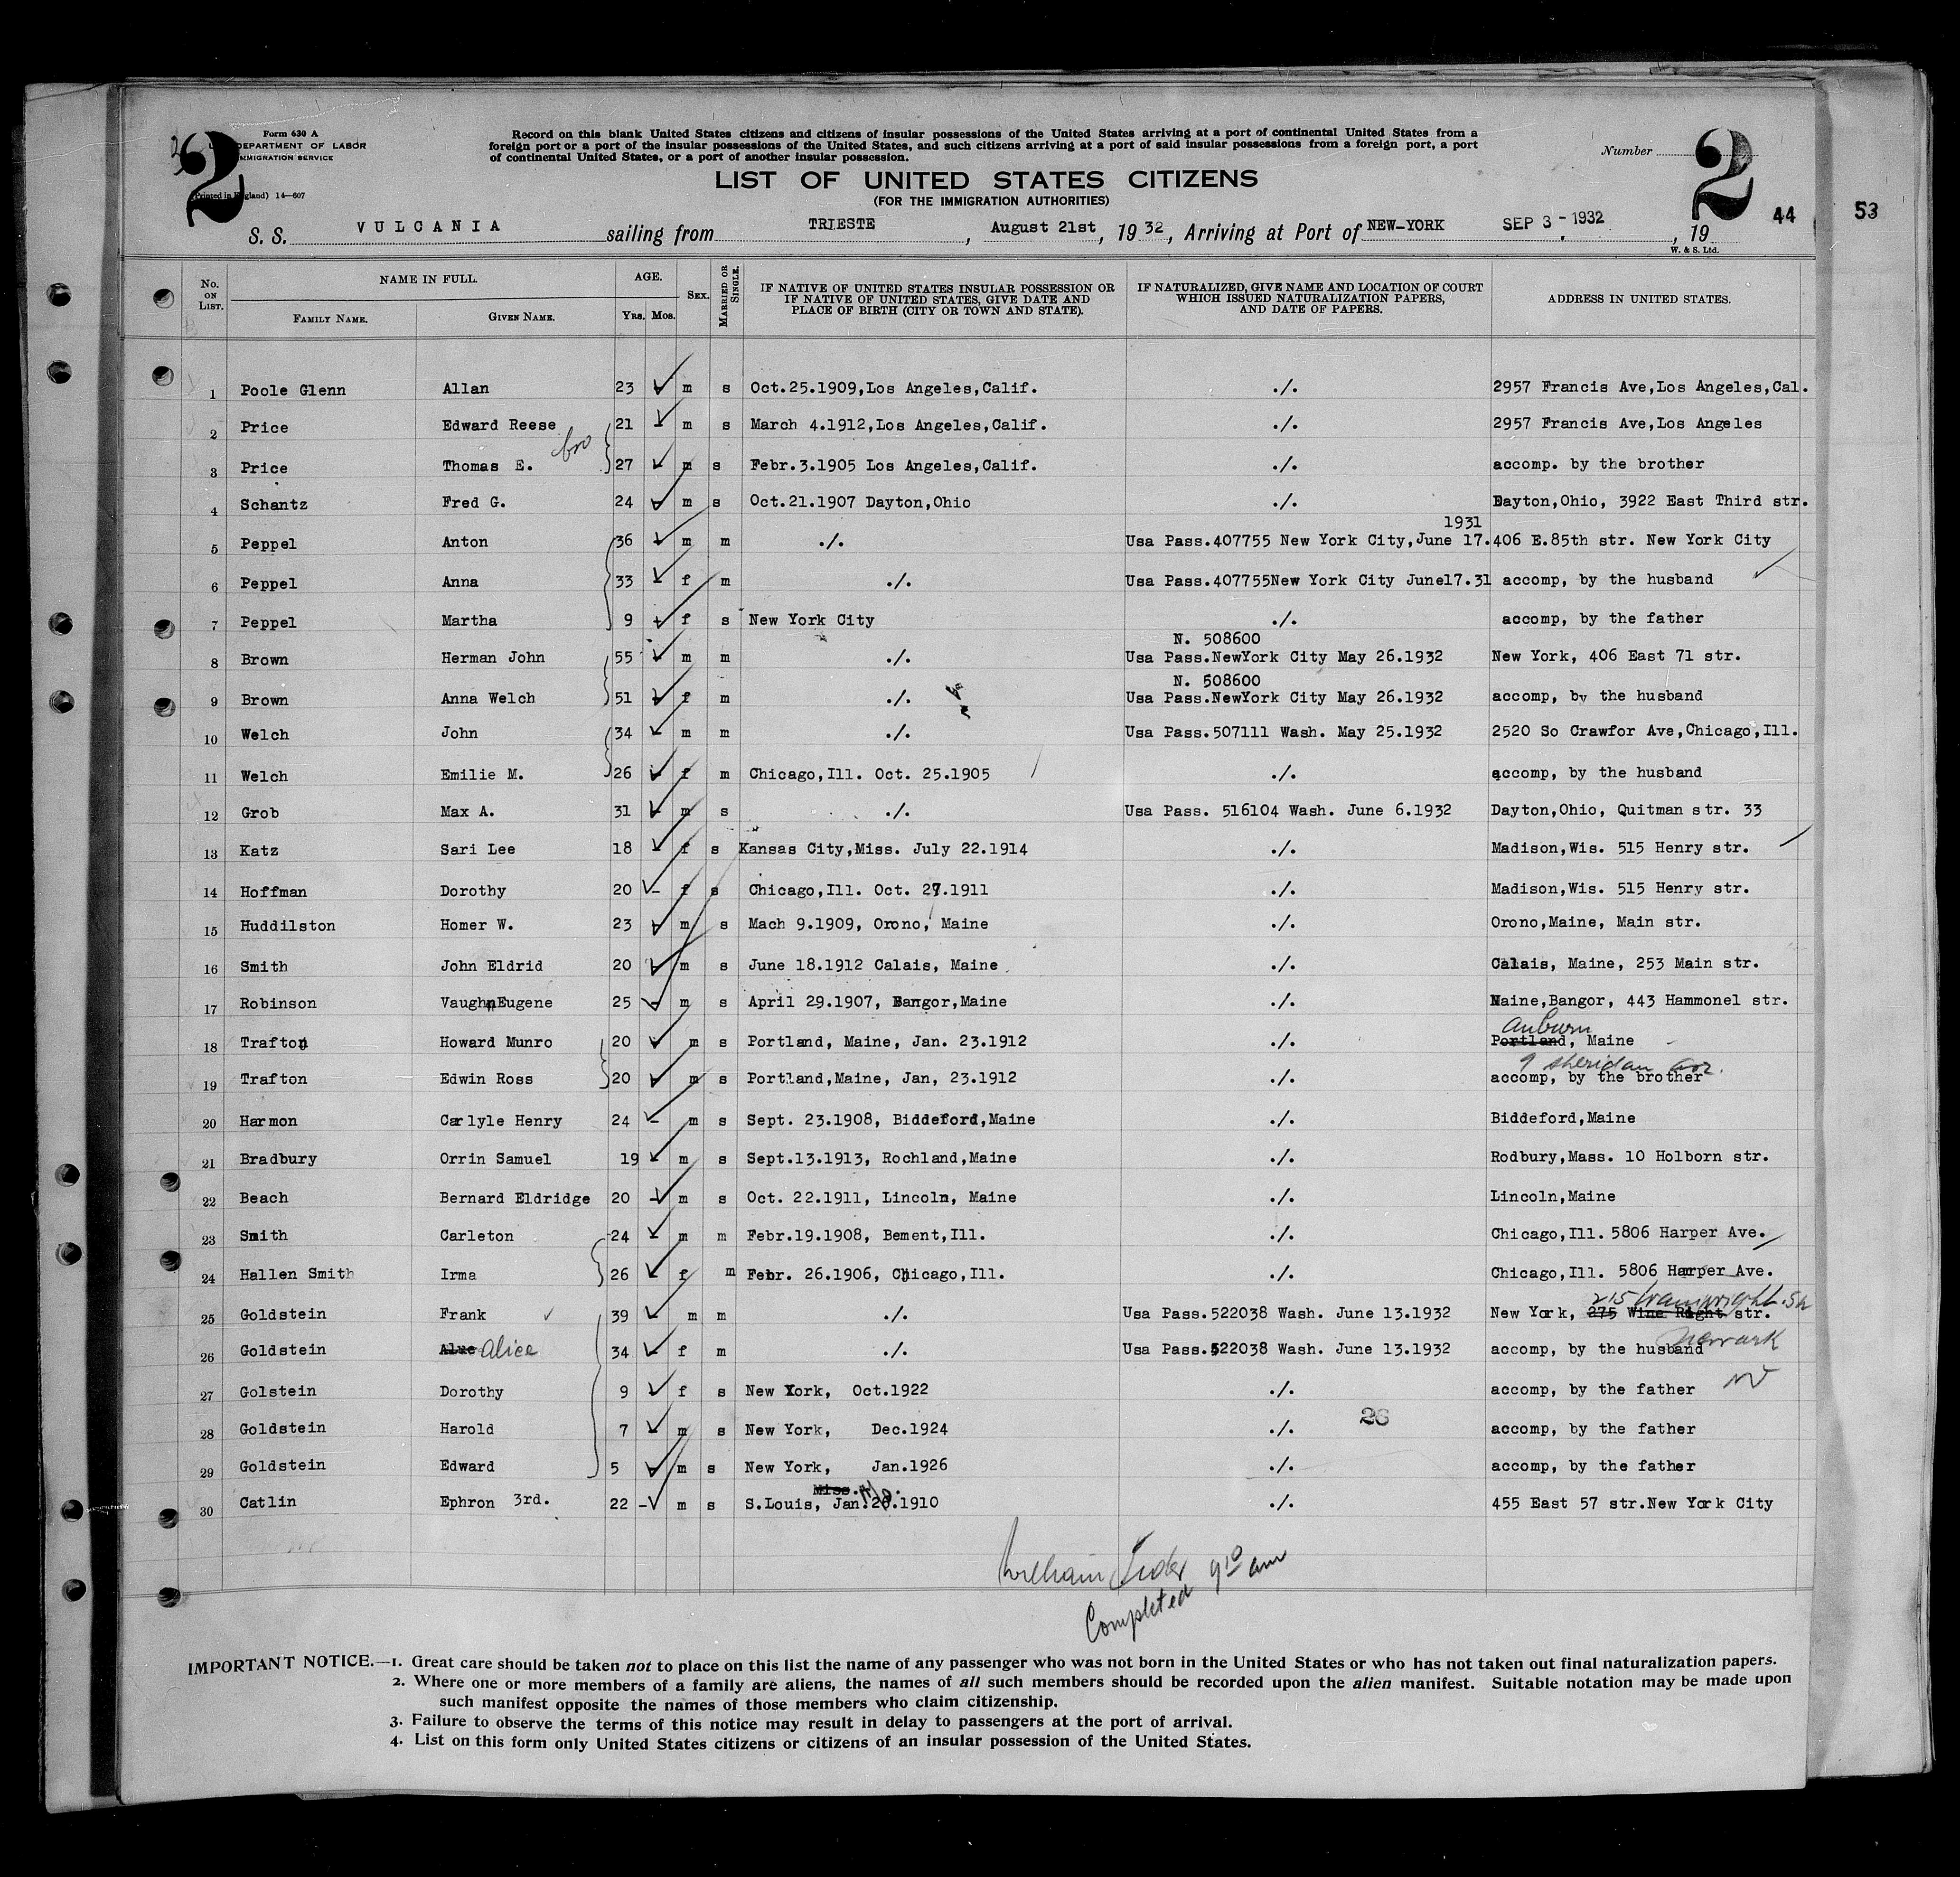 2
Form 630 A
DEPARTMENT OF LABOR
IMMIGRATION SERVICE
(Printed in England) 14—607
Record on this blank United States citizens and citizens of insular possessions of the United States arriving at a port of continental United States from a
foreign port or a port of the insular possessions of the United States, and such citizens arriving at a port of said insular possessions from a foreign port, a port
of continental United States, or a port of another insular possession.
Number
2
LIST OF UNITED STATES CITIZENS
(FOR THE IMMIGRATION AUTHORITIES)
44 53
S. S. VULCANIA sailing from TRIESTE, August 21st, 1932, Arriving at Port of NEW-YORK SEP 3 - 1932, 19
W. & S. Ltd.
No. ON LIST. NAME IN FULL. FAMILY NAME. GIVEN NAME. AGE. YRS. MOS. SEX. MARRIED OR SINGLE. IF NATIVE OF UNITED STATES INSULAR POSSESSION OR IF NATIVE OF UNITED STATES, GIVE DATE AND PLACE OF BIRTH (CITY OR TOWN AND STATE). IF NATURALIZED, GIVE NAME AND LOCATION OF COURT WHICH ISSUED NATURALIZATION PAPERS, AND DATE OF PAPERS. ADDRESS IN UNITED STATES.
1 Poole Glenn Allan 23 m s Oct.25.1909,Los Angeles,Calif. ./. 2957 Francis Ave,Los Angeles,Cal.
2 Price Edward Reese 21 m s March 4.1912,Los Angeles,Calif. ./. 2957 Francis Ave,Los Angeles
bro
3 Price Thomas E. 27 m s Febr.3.1905 Los Angeles,Calif. ./. accomp. by the brother
4 Schantz Fred G. 24 m s Oct.21.1907 Dayton,Ohio ./. Dayton,Ohio, 3922 East Third str.
1931
5 Peppel Anton 36 m m ./. Usa Pass.407755 New York City,June 17. 406 E.85th str. New York City
6 Peppel Anna 33 f m ./. Usa Pass.407755New York City June17.31 accomp, by the husband
7 Peppel Martha 9 f s New York City ./. accomp, by the father
N. 508600
8 Brown Herman John 55 m m ./. Usa Pass.NewYork City May 26.1932 New York, 406 East 71 str.
N. 508600
9 Brown Anna Welch 51 f m ./. Usa Pass.NewYork City May 26.1932 accomp, by the husband
10 Welch John 34 m m ./. Usa Pass.507111 Wash. May 25.1932 2520 So Crawfor Ave,Chicago,Ill.
11 Welch Emilie M. 26 f m Chicago,Ill. Oct. 25.1905 ./. accomp, by the husband
12 Grob Max A. 31 m s ./. Usa Pass. 516104 Wash. June 6.1932 Dayton,Ohio, Quitman str. 33
13 Katz Sari Lee 18 f s Kansas City,Miss. July 22.1914 ./. Madison,Wis. 515 Henry str.
14 Hoffman Dorothy 20 f s Chicago,Ill. Oct. 27.1911 ./. Madison,Wis. 515 Henry str.
15 Huddilston Homer W. 23 m s Mach 9.1909, Orono, Maine ./. Orono,Maine, Main str.
16 Smith John Eldrid 20 m s June 18.1912 Calais, Maine ./. Calais, Maine, 253 Main str.
17 Robinson Vaughn Eugene 25 m s April 29.1907, Bangor,Maine ./. Maine,Bangor, 443 Hammonel str.
Auburn
18 Trafton Howard Munro 20 m s Portland, Maine, Jan. 23.1912 ./. Portland, Maine
9 Sheridan Ave.
19 Trafton Edwin Ross 20 m s Portland,Maine, Jan, 23.1912 ./. accomp, by the brother
20 Harmon Carlyle Henry 24 m s Sept. 23.1908, Biddeford,Maine ./. Biddeford,Maine
21 Bradbury Orrin Samuel 19 m s Sept.13.1913, Rochland,Maine ./. Rodbury,Mass. 10 Holborn str.
22 Beach Bernard Eldridge 20 m s Oct. 22.1911, Lincoln, Maine ./. Lincoln,Maine
23 Smith Carleton 24 m m Febr.19.1908, Bement,Ill. ./. Chicago,Ill. 5806 Harper Ave.
24 Hallen Smith Irma 26 f m Febr. 26.1906, Chicago,Ill. ./. Chicago,Ill. 5806 Harper Ave.
215 Wainwright St
25 Goldstein Frank 39 m m ./. Usa Pass.522038 Wash. June 13.1932 New York, 275 Wine Right str.
Newark
26 Goldstein Alice 34 f m ./. Usa Pass.522038 Wash. June 13.1932 accomp, by the husband
NJ
27 Golstein Dorothy 9 f s New York, Oct.1922 ./. accomp, by the father
26
28 Goldstein Harold 7 m s New York, Dec.1924 ./. accomp, by the father
29 Goldstein Edward 5 m s New York, Jan.1926 ./. accomp, by the father
Miss.
30 Catlin Ephron 3rd. 22 m s S.Louis, Jan.28.1910 ./. 455 East 57 str.New York City
William 9 10 am
Completed
IMPORTANT NOTICE.—1. Great care should be taken not to place on this list the name of any passenger who was not born in the United States or who has not taken out final naturalization papers.
2. Where one or more members of a family are aliens, the names of all such members should be recorded upon the alien manifest. Suitable notation may be made upon
such manifest opposite the names of those members who claim citizenship.
3. Failure to observe the terms of this notice may result in delay to passengers at the port of arrival.
4. List on this form only United States citizens or citizens of an insular possession of the United States.